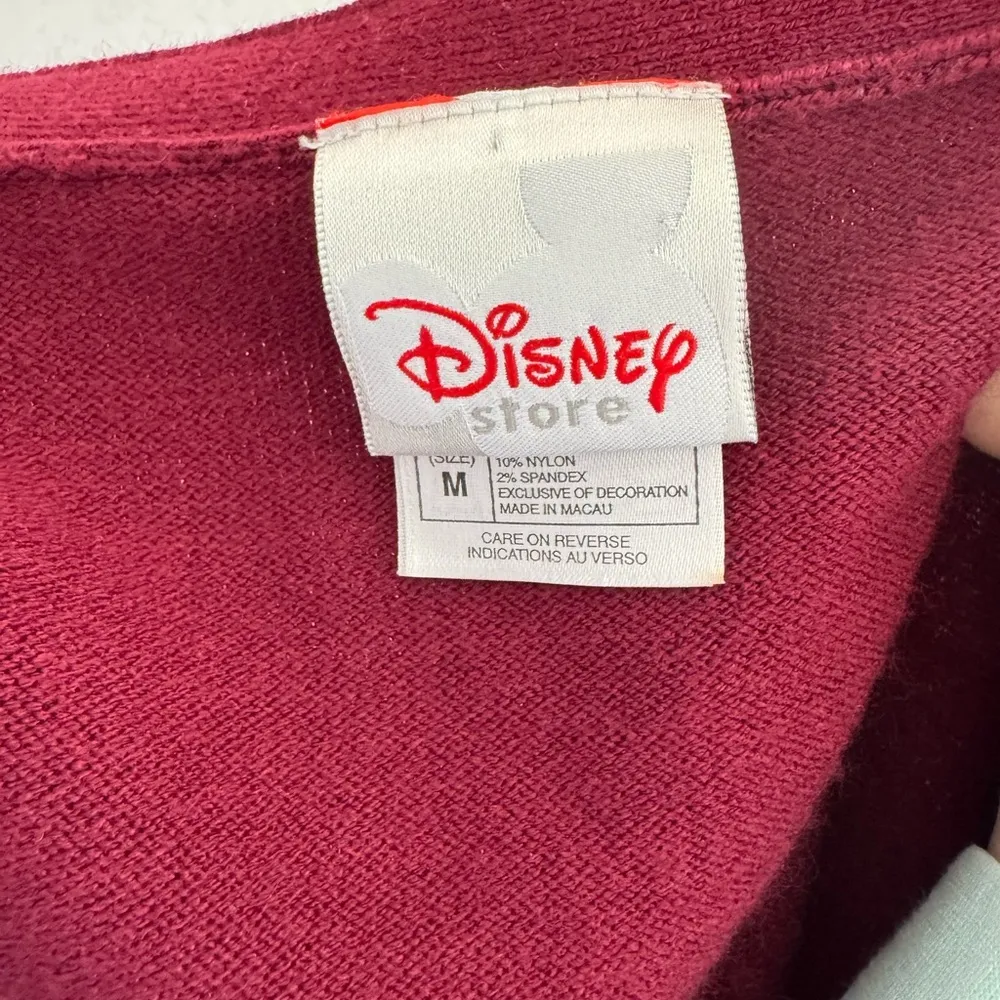 Disney
store
(SIZE)
M
10% NYLON
2% SPANDEX
EXCLUSIVE OF DECORATION
MADE IN MACAU
CARE ON REVERSE
INDICATIONS AU VERSO